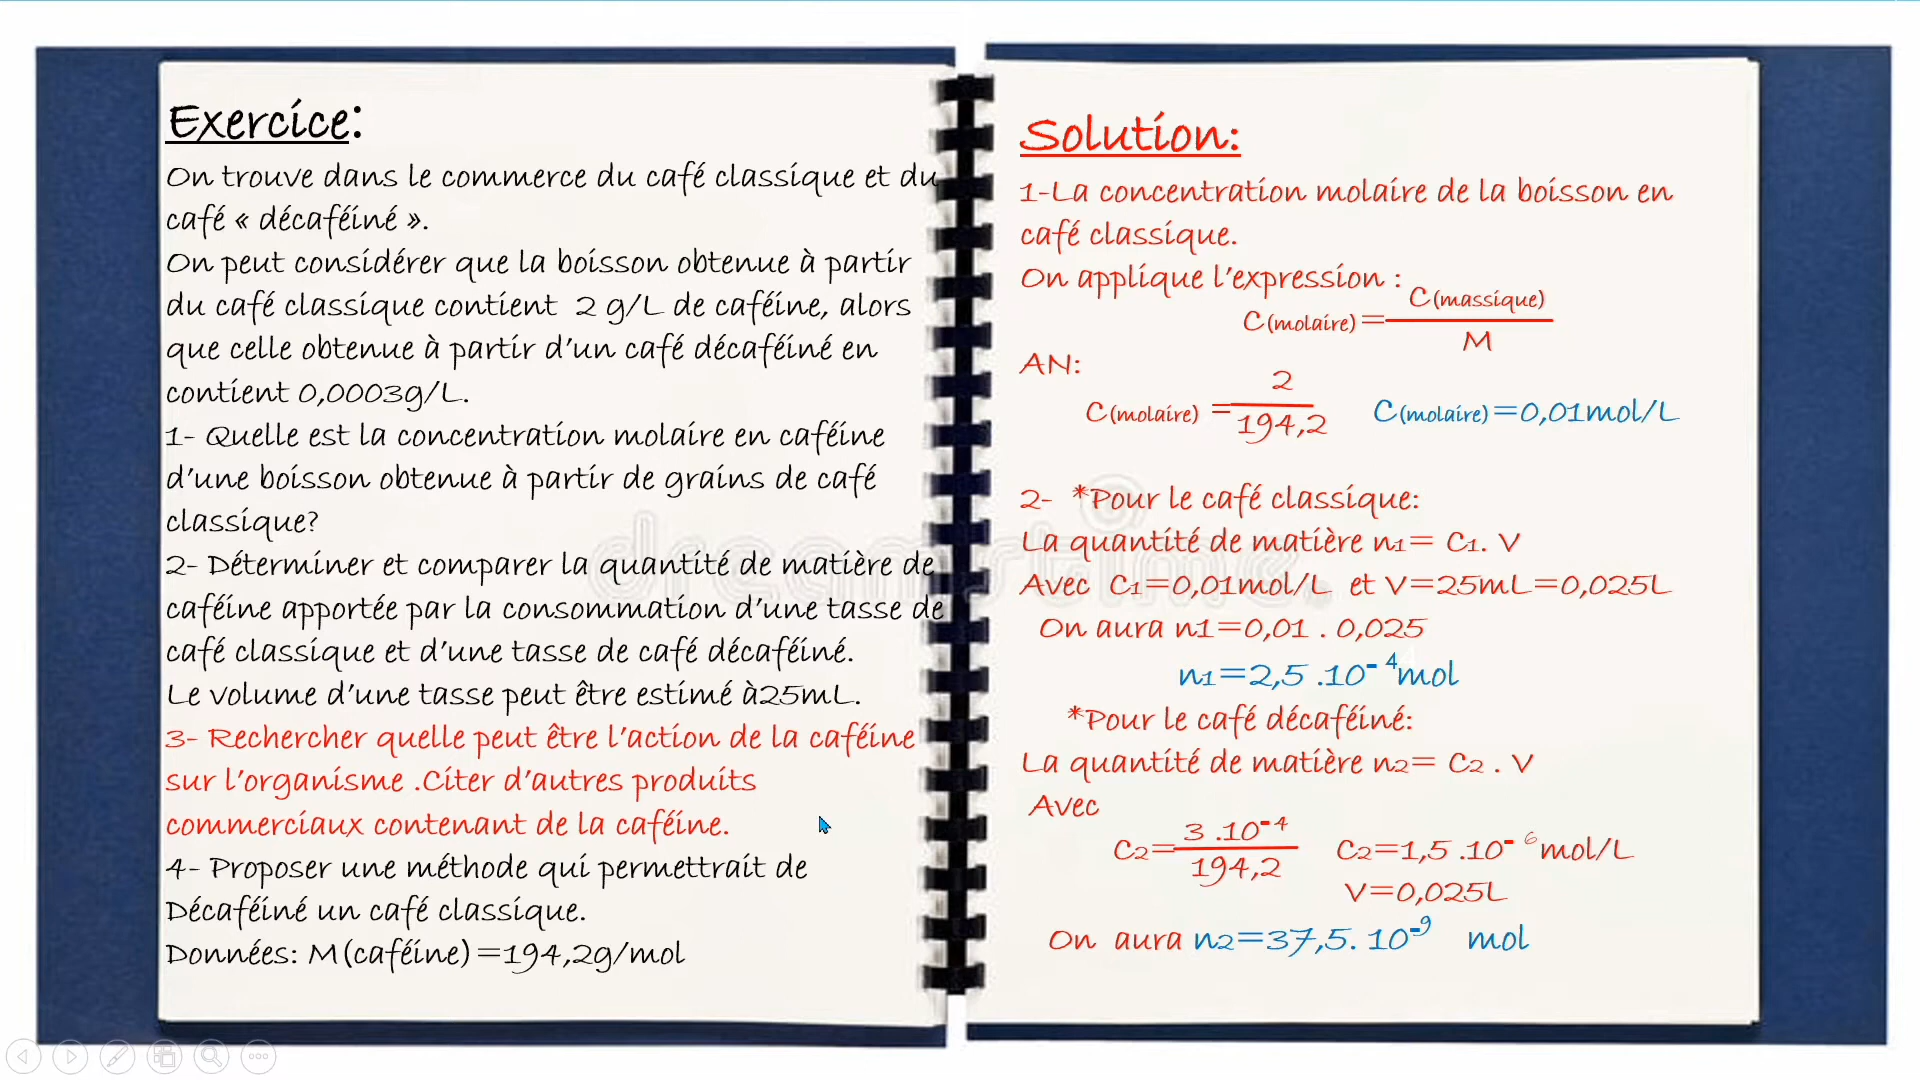 Exercice:
On trouve dans le commerce du café classique et du
café « décaféiné ».
On peut considérer que la boisson obtenue à partir
du café classique contient 2 g/L de caféine, alors
que celle obtenue à partir d'un café décaféiné en
contient 0,0003g/L.
1- Quelle est la concentration molaire en caféine
d'une boisson obtenue à partir de grains de café
classique?
2- Déterminer et comparer la quantité de matière de
caféine apportée par la consommation d'une tasse de
café classique et d'une tasse de café décaféiné.
Le volume d'une tasse peut être estimé à25mL.
3- Rechercher quelle peut être l'action de la caféine
sur l'organisme .Citer d'autres produits
commerciaux contenant de la caféine.
4- Proposer une méthode qui permettrait de
Décaféiné un café classique.
Données: M(caféine)=194,2g/mol
Solution:
1-La concentration molaire de la boisson en
café classique.
On applique l'expression :
C(molaire)= C(massique) / M
AN:
C(molaire) = 2 / 194,2 C(molaire)=0,01mol/L
2- *Pour le café classique:
La quantité de matière n1= C1. V
Avec C1=0,01mol/L et V=25mL=0,025L
On aura n1=0,01 . 0,025
n1=2,5 .10⁻⁴mol
*Pour le café décaféiné:
La quantité de matière n2= C2 . V
Avec
C2= 3 .10⁻⁴ / 194,2 C2=1,5 .10⁻⁶mol/L
V=0,025L
On aura n2=37,5. 10⁻⁹ mol
dreamstime.